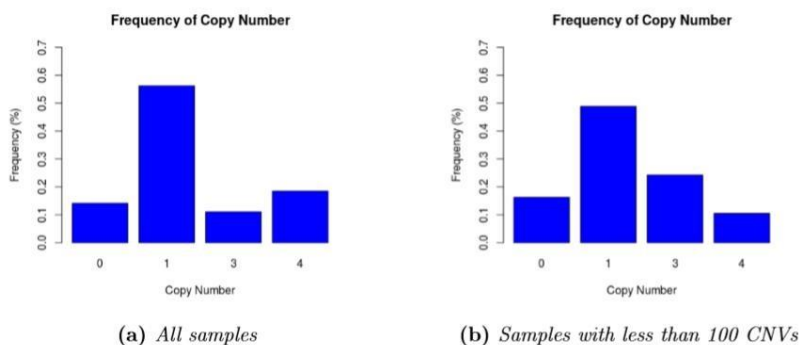 Frequency of Copy Number
Frequency (%)
0.7
0.6
0.5
0.4
0.3
0.2
0.1
0.0
0 1 3 4
Copy Number
(a) All samples
Frequency of Copy Number
Frequency (%)
0.7
0.6
0.5
0.4
0.3
0.2
0.1
0.0
0 1 3 4
Copy Number
(b) Samples with less than 100 CNVs